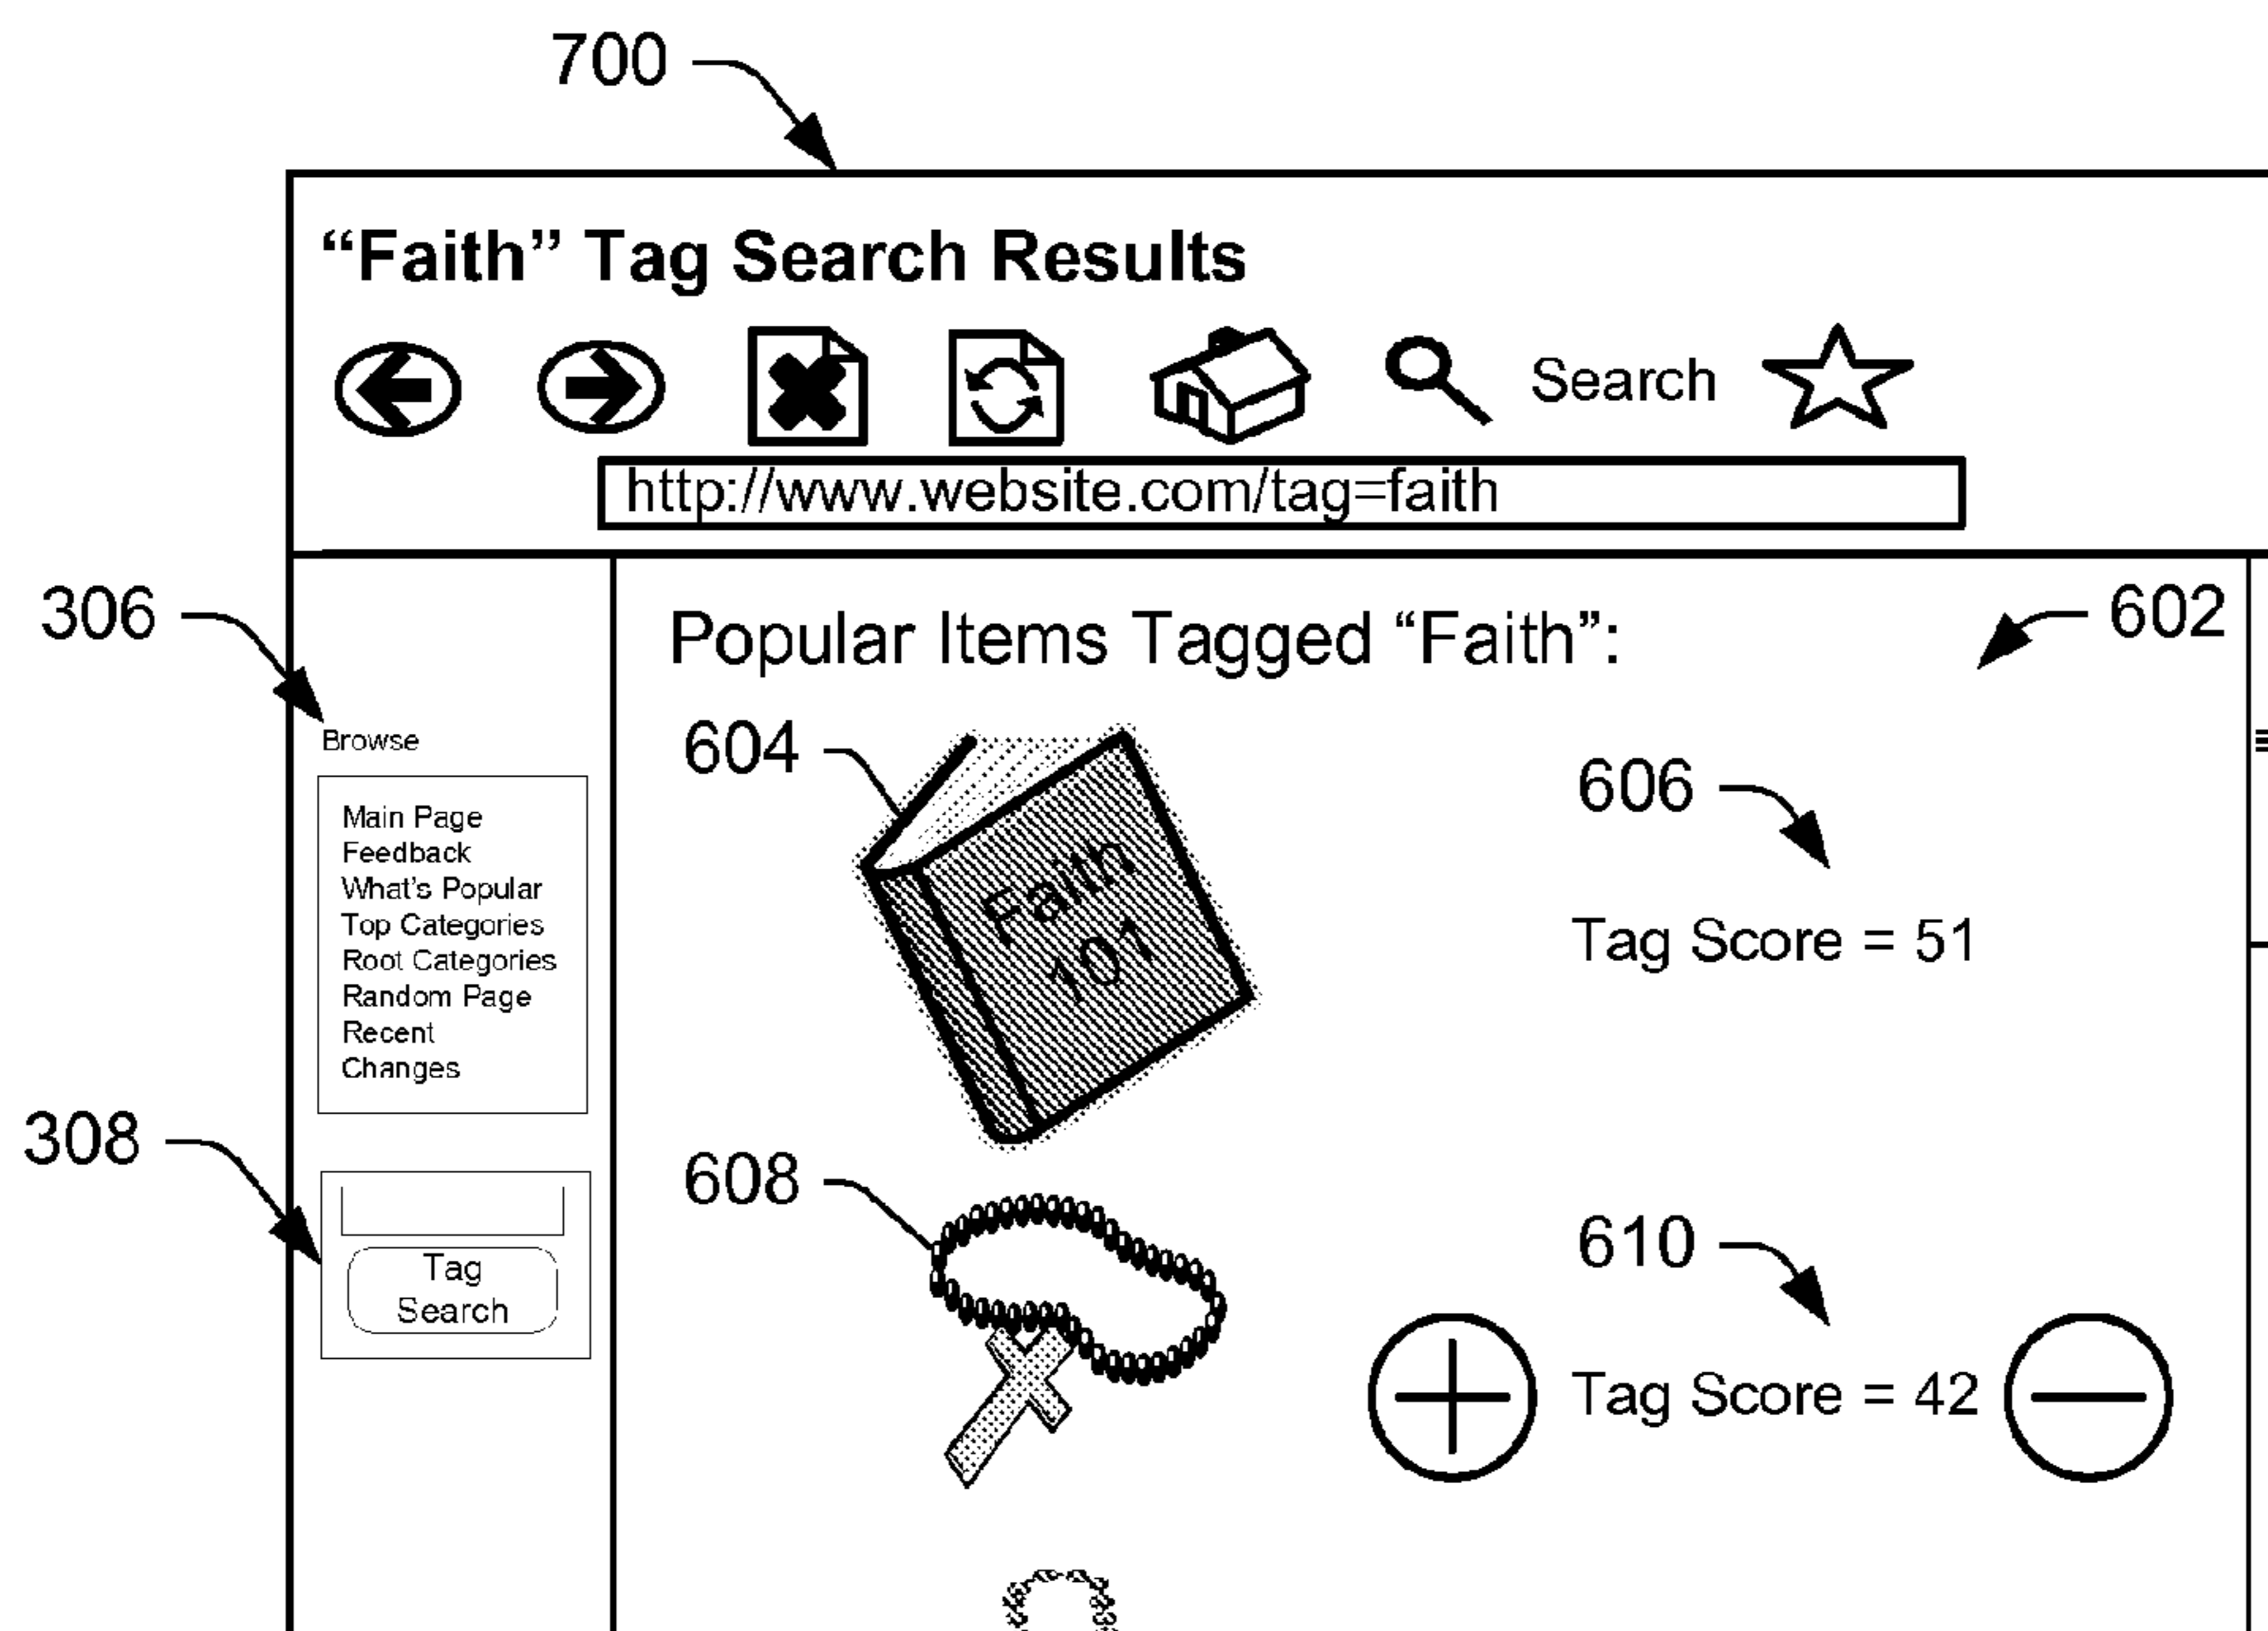 700
“Faith” Tag Search Results
Search
http://www.website.com/tag=faith
306
Browse
Main Page
Feedback
What's Popular
Top Categories
Root Categories
Random Page
Recent
Changes
308
Tag
Search
Popular Items Tagged “Faith”:
602
604
Faith
101
606
Tag Score = 51
608
610
Tag Score = 42